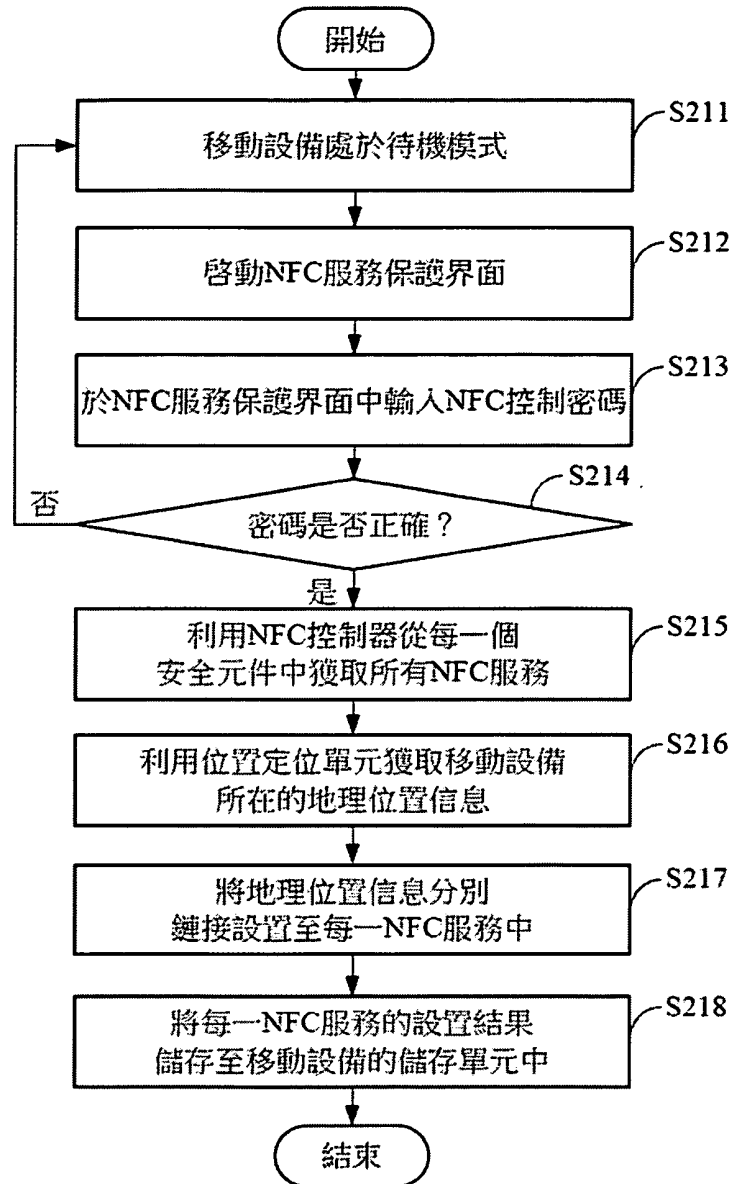 開始
移動設備處於待機模式
S211
啓動NFC服務保護界面
S212
於NFC服務保護界面中輸入NFC控制密碼
S213
密碼是否正確？
S214
否
是
利用NFC控制器從每一個
安全元件中獲取所有NFC服務
S215
利用位置定位單元獲取移動設備
所在的地理位置信息
S216
將地理位置信息分別
鏈接設置至每一NFC服務中
S217
將每一NFC服務的設置結果
儲存至移動設備的儲存單元中
S218
結束